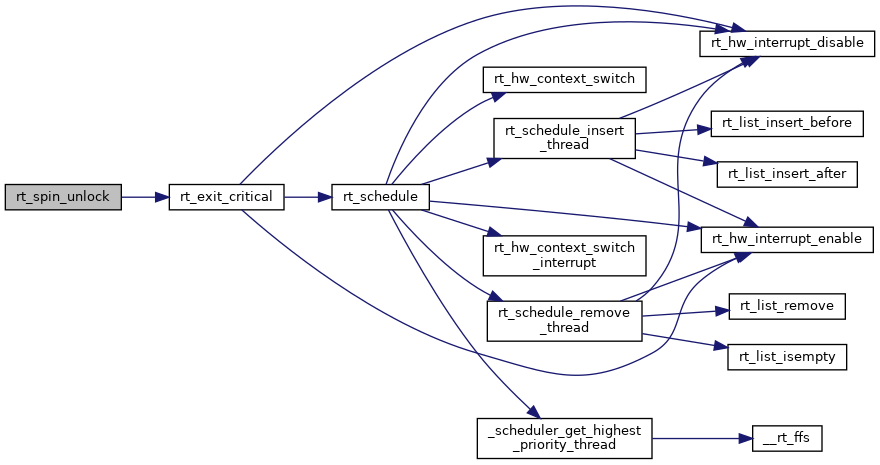 rt_spin_unlock
rt_exit_critical
rt_schedule
rt_hw_context_switch
rt_schedule_insert
_thread
rt_hw_context_switch
_interrupt
rt_schedule_remove
_thread
_scheduler_get_highest
_priority_thread
rt_hw_interrupt_disable
rt_list_insert_before
rt_list_insert_after
rt_hw_interrupt_enable
rt_list_remove
rt_list_isempty
__rt_ffs